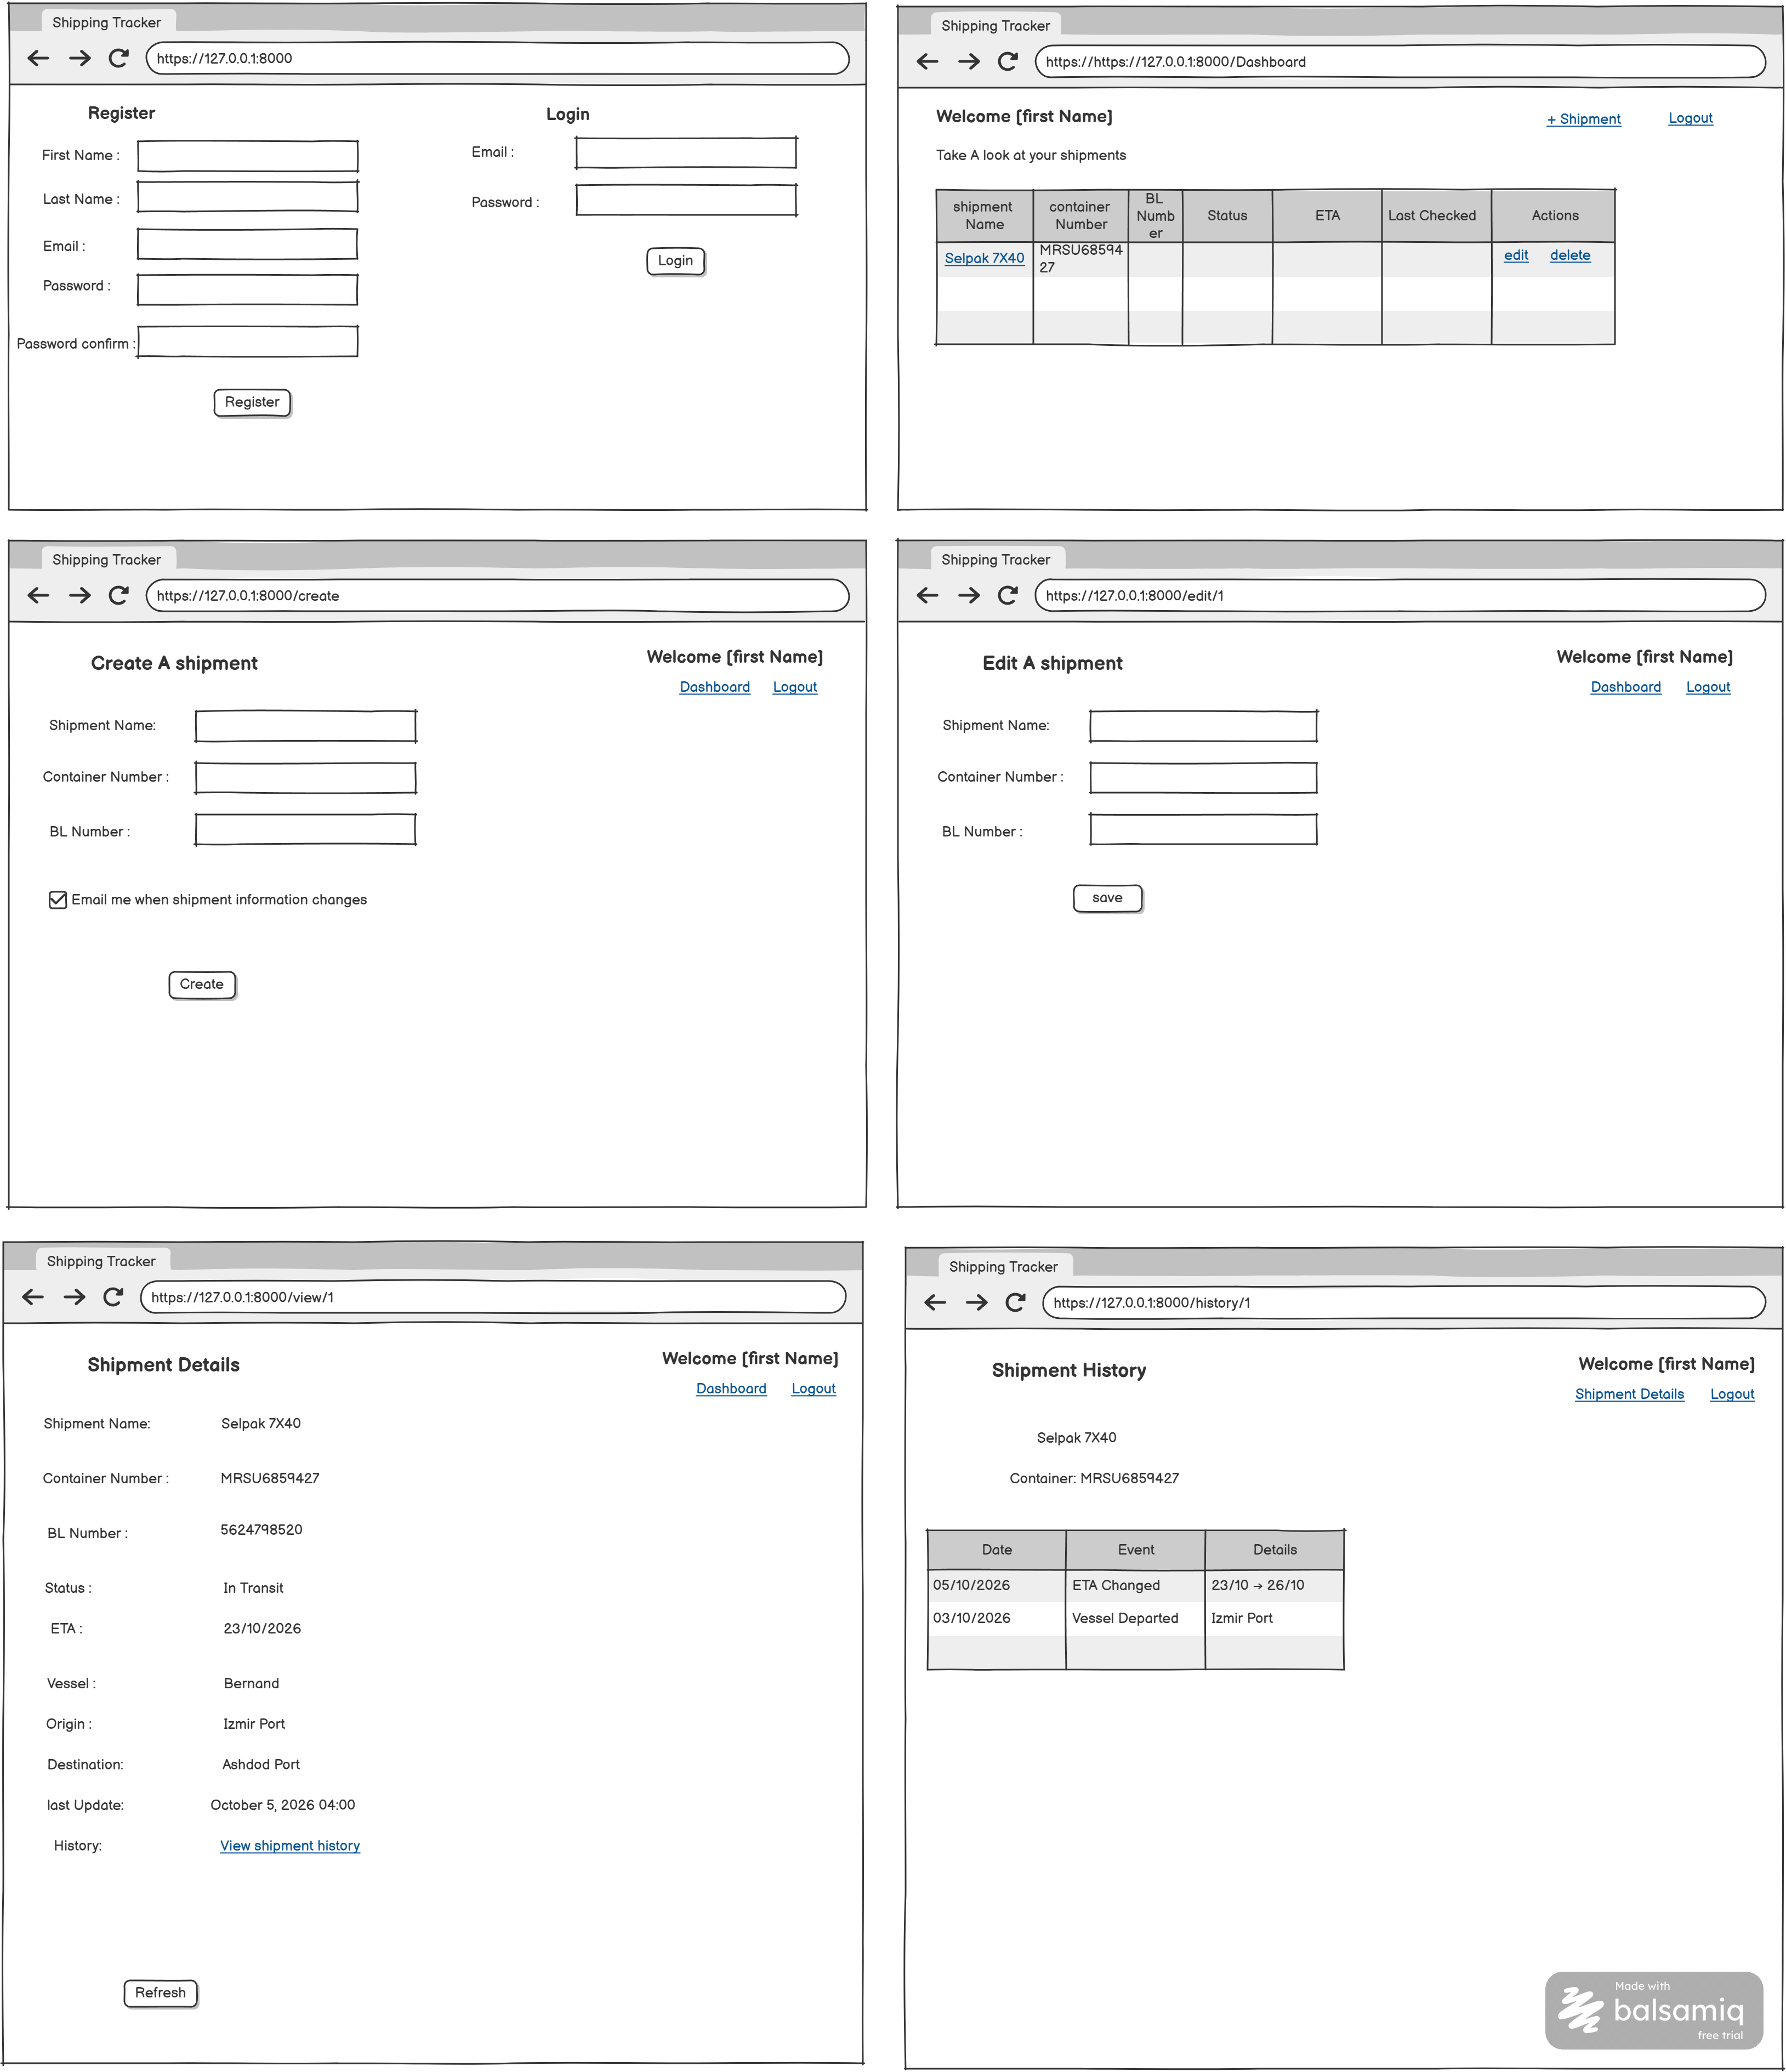 Shipping Tracker
https://127.0.0.1:8000
Register
First Name :
Last Name :
Email :
Password :
Password confirm :
Register
Login
Email :
Password :
Login
Shipping Tracker
https://https://127.0.0.1:8000/Dashboard
Welcome [first Name]
+ Shipment
Logout
Take A look at your shipments
shipment
Name
container
Number
BL
Numb
er
Status
ETA
Last Checked
Actions
Selpak 7X40
MRSU68594
27
edit
delete
Shipping Tracker
https://127.0.0.1:8000/create
Create A shipment
Welcome [first Name]
Dashboard
Logout
Shipment Name:
Container Number :
BL Number :
Email me when shipment information changes
Create
Shipping Tracker
https://127.0.0.1:8000/edit/1
Edit A shipment
Welcome [first Name]
Dashboard
Logout
Shipment Name:
Container Number :
BL Number :
save
Shipping Tracker
https://127.0.0.1:8000/view/1
Shipment Details
Welcome [first Name]
Dashboard
Logout
Shipment Name: Selpak 7X40
Container Number : MRSU6859427
BL Number : 5624798520
Status : In Transit
ETA : 23/10/2026
Vessel : Bernand
Origin : Izmir Port
Destination: Ashdod Port
last Update: October 5, 2026 04:00
History: View shipment history
Refresh
Shipping Tracker
https://127.0.0.1:8000/history/1
Shipment History
Welcome [first Name]
Shipment Details
Logout
Selpak 7X40
Container: MRSU6859427
Date Event Details
05/10/2026 ETA Changed 23/10 → 26/10
03/10/2026 Vessel Departed Izmir Port
Made with
balsamiq
free trial